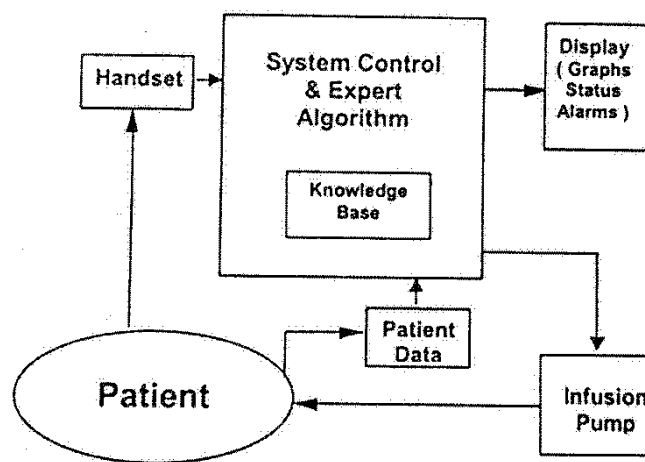 Handset
System Control
& Expert
Algorithm
Knowledge
Base
Display
( Graphs
Status
Alarms )
Patient
Data
Patient
Infusion
Pump